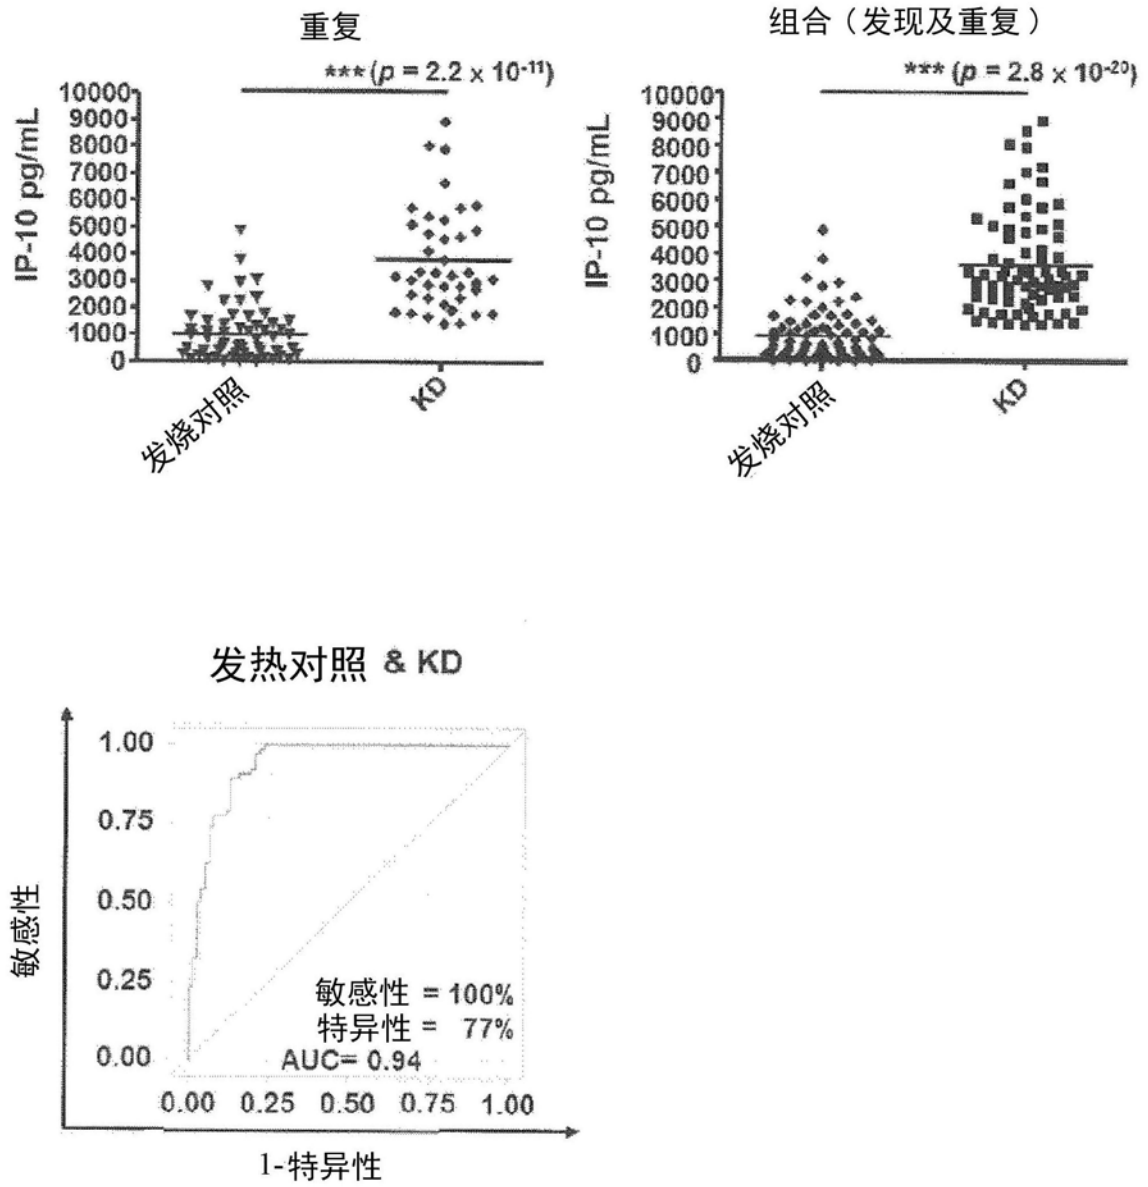 重复
*** (p = 2.2 × 10⁻¹¹)
IP-10 pg/mL
10000
9000
8000
7000
6000
5000
4000
3000
2000
1000
0
发烧对照
KD
组合（发现及重复）
*** (p = 2.8 × 10⁻²⁰)
IP-10 pg/mL
10000
9000
8000
7000
6000
5000
4000
3000
2000
1000
0
发烧对照
KD
发热对照 & KD
敏感性
1.00
0.75
0.50
0.25
0.00
敏感性 = 100%
特异性 = 77%
AUC= 0.94
0.00 0.25 0.50 0.75 1.00
1-特异性